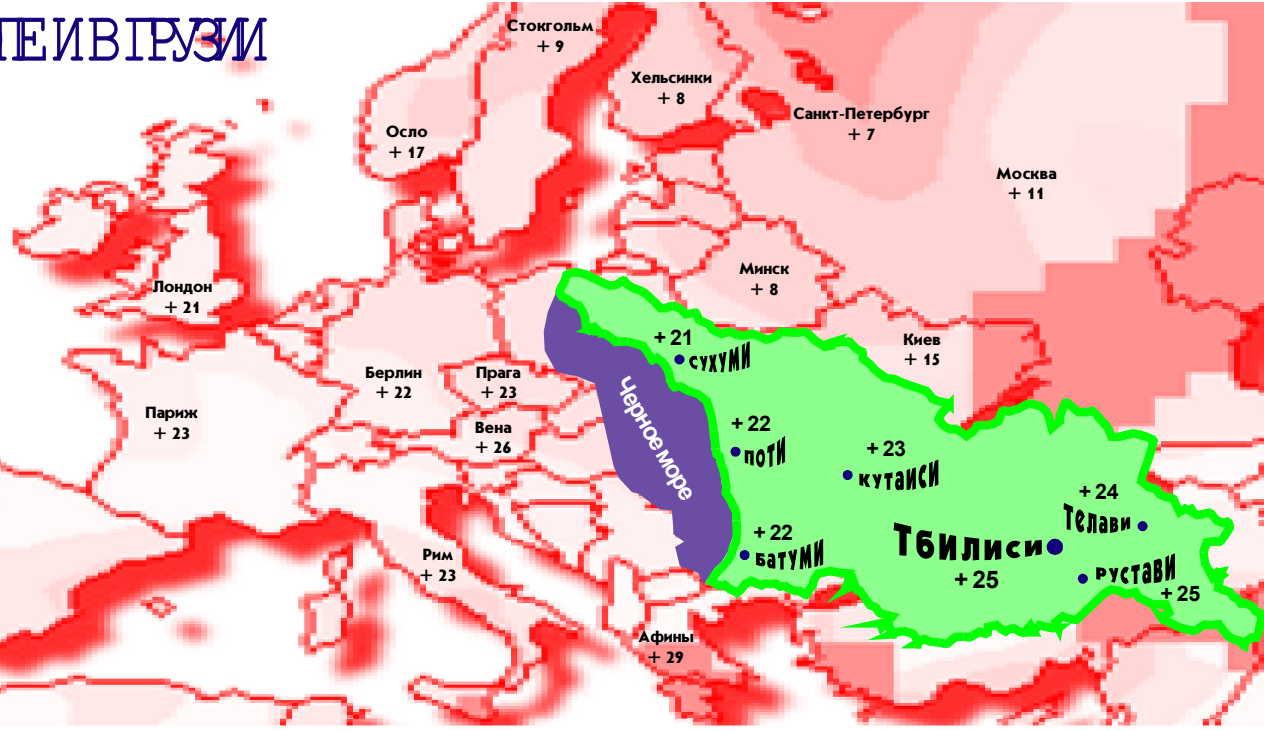 ПЕ И В ГРУЗИИ
Стокгольм
+ 9
Хельсинки
+ 8
Санкт-Петербург
+ 7
Осло
+ 17
Москва
+ 11
Минск
+ 8
Лондон
+ 21
Киев
+ 15
+ 21
СУХУМИ
Берлин
+ 22
Прага
+ 23
Париж
+ 23
Вена
+ 26
Черное море
+ 22
ПОТИ
+ 23
КУТАИСИ
+ 24
Телави
Тбилиси
+ 25
+ 22
БАТУМИ
РУСТАВИ
+ 25
Рим
+ 23
Афины
+ 29